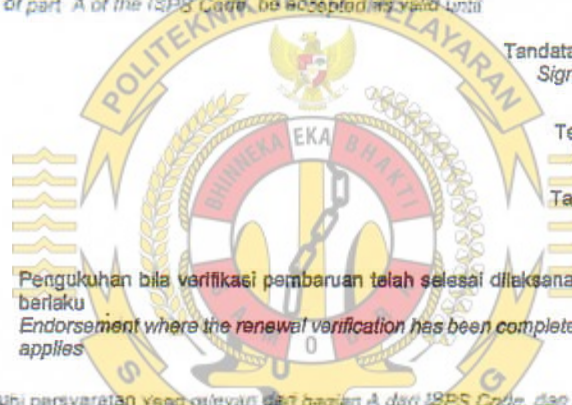 of part A of the ISPS Code, be accepted as valid until
POLITEKNIK
PELAYARAN
Tandata
Sign
Te
Ta
BHINNEKA EKA BHAKTI
Pengukuhan bila verifikasi pembaruan telah selesai dilaksana
berlaku
Endorsement where the renewal verification has been complete
applies
persyaratan yang relevan dari bagian A dari ISPS Code, dan